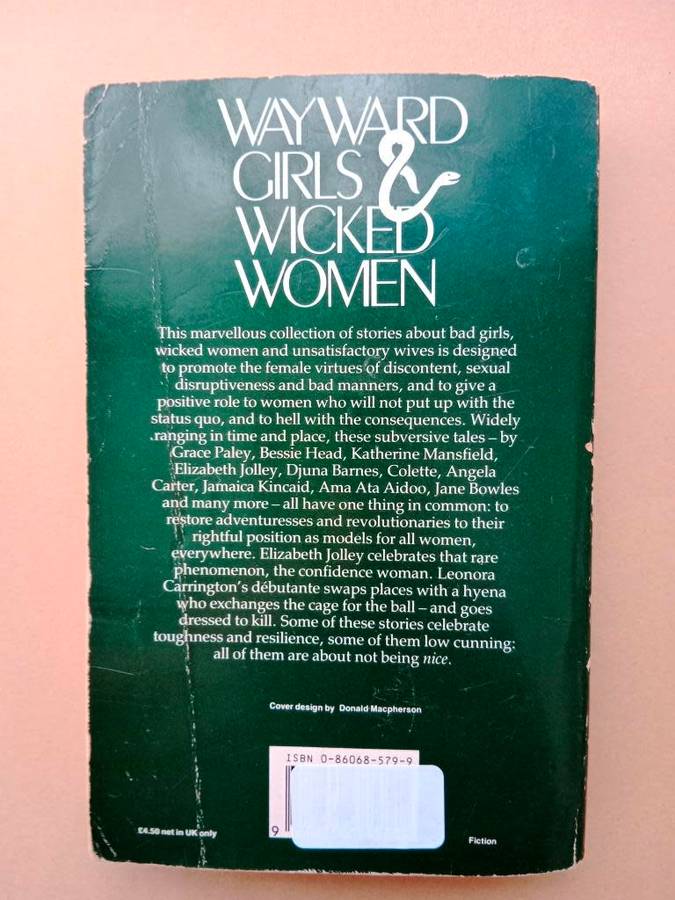 WAYWARD
GIRLS &
WICKED
WOMEN
This marvellous collection of stories about bad girls,
wicked women and unsatisfactory wives is designed
to promote the female virtues of discontent, sexual
disruptiveness and bad manners, and to give a
positive role to women who will not put up with the
status quo, and to hell with the consequences. Widely
ranging in time and place, these subversive tales – by
Grace Paley, Bessie Head, Katherine Mansfield,
Elizabeth Jolley, Djuna Barnes, Colette, Angela
Carter, Jamaica Kincaid, Ama Ata Aidoo, Jane Bowles
and many more – all have one thing in common: to
restore adventuresses and revolutionaries to their
rightful position as models for all women,
everywhere. Elizabeth Jolley celebrates that rare
phenomenon, the confidence woman. Leonora
Carrington's débutante swaps places with a hyena
who exchanges the cage for the ball – and goes
dressed to kill. Some of these stories celebrate
toughness and resilience, some of them low cunning:
all of them are about not being nice.
Cover design by Donald Macpherson
ISBN 0-86068-579-9
9
£4.50 net in UK only
Fiction